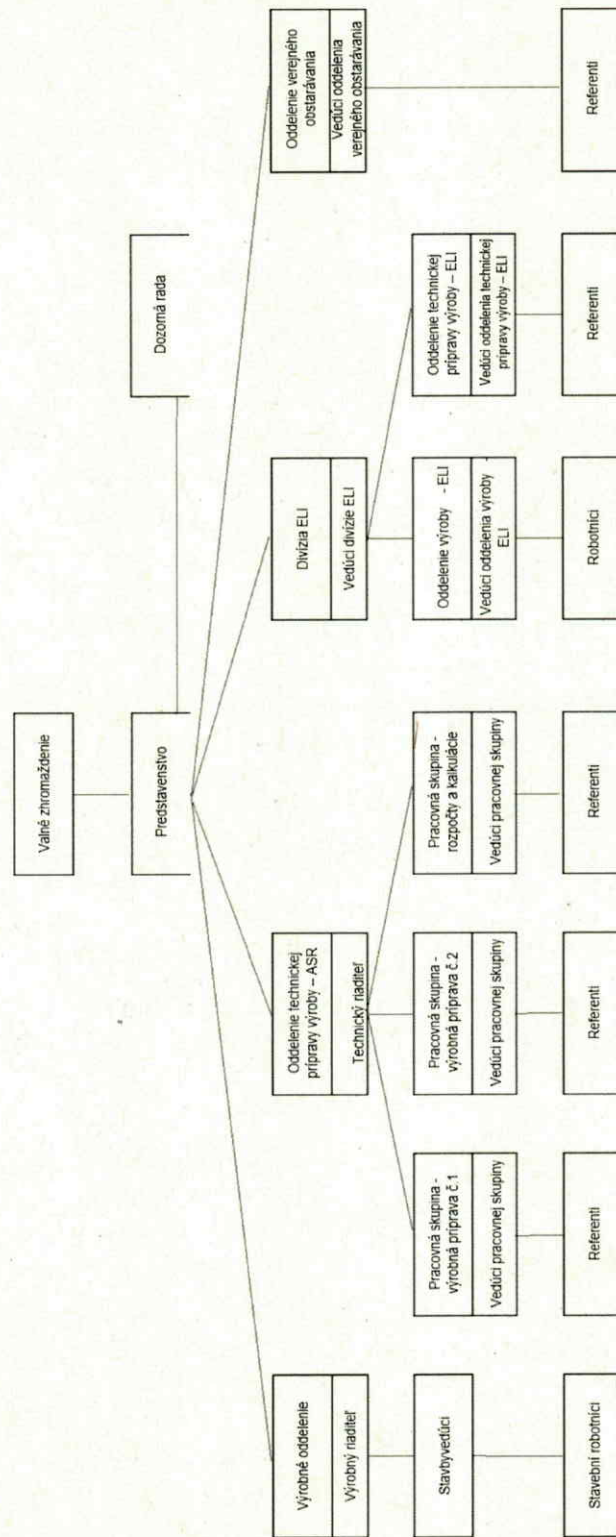 Valné zhromaždenie
Predstavenstvo
Dozorná rada
Výrobné oddelenie
Výrobný riaditeľ
Oddelenie technickej
prípravy výroby – ASR
Technický riaditeľ
Divízia ELI
Vedúci divízie ELI
Oddelenie verejného
obstarávania
Vedúci oddelenia
verejného obstarávania
Stavbyvedúci
Pracovná skupina -
výrobná príprava č.1
Vedúci pracovnej skupiny
Pracovná skupina -
výrobná príprava č.2
Vedúci pracovnej skupiny
Pracovná skupina -
rozpočty a kalkulácie
Vedúci pracovnej skupiny
Oddelenie výroby - ELI
Vedúci oddelenia výroby -
ELI
Oddelenie technickej
prípravy výroby – ELI
Vedúci oddelenia technickej
prípravy výroby – ELI
Stavební robotníci
Referenti
Referenti
Referenti
Robotníci
Referenti
Referenti